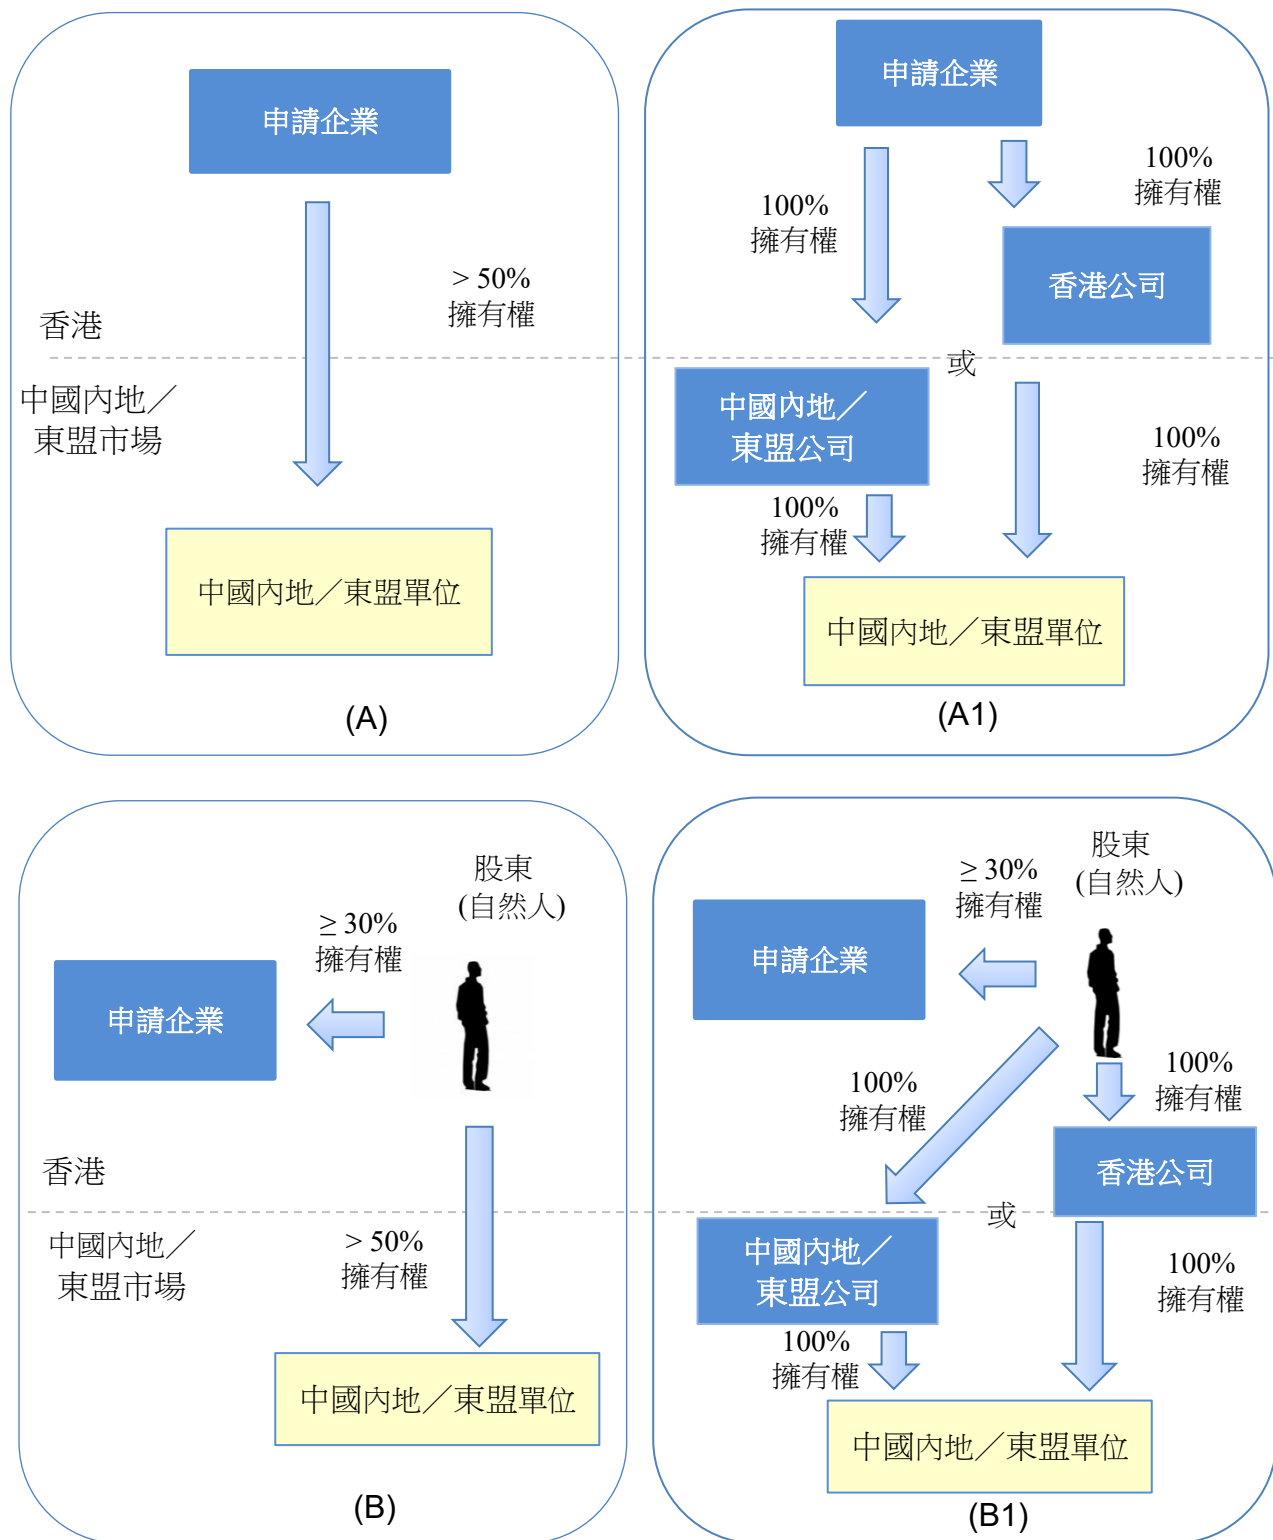 申請企業
> 50%
擁有權
香港
中國內地／
東盟市場
中國內地／東盟單位
(A)
申請企業
100%
擁有權
100%
擁有權
香港公司
或
中國內地／
東盟公司
100%
擁有權
100%
擁有權
中國內地／東盟單位
(A1)
股東
(自然人)
≥ 30%
擁有權
申請企業
香港
中國內地／
東盟市場
> 50%
擁有權
中國內地／東盟單位
(B)
股東
(自然人)
≥ 30%
擁有權
申請企業
100%
擁有權
100%
擁有權
香港公司
或
中國內地／
東盟公司
100%
擁有權
100%
擁有權
中國內地／東盟單位
(B1)